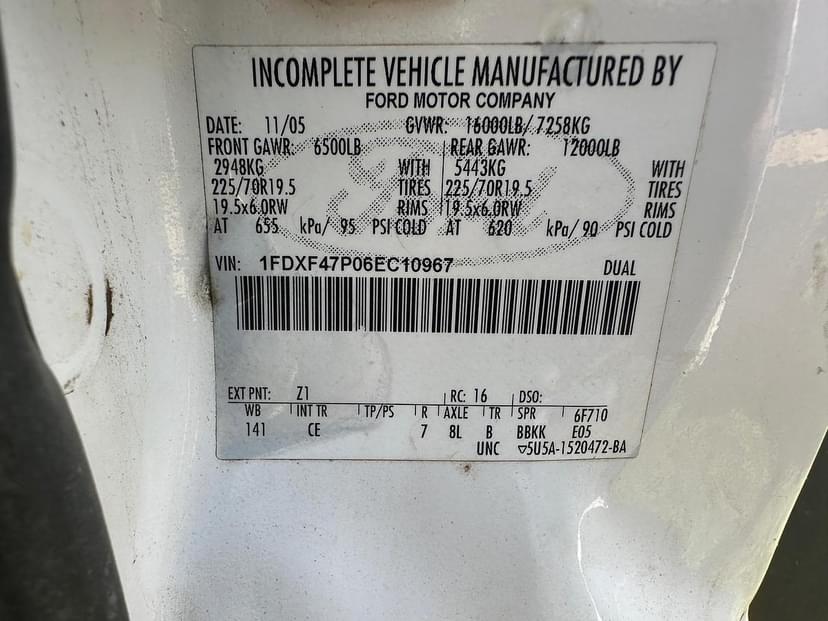 INCOMPLETE VEHICLE MANUFACTURED BY
FORD MOTOR COMPANY
DATE: 11/05 GVWR: 16000LB/ 7258KG
FRONT GAWR: 6500LB REAR GAWR: 12000LB
2948KG WITH 5443KG WITH
225/70R19.5 TIRES 225/70R19.5 TIRES
19.5x6.0RW RIMS 19.5x6.0RW RIMS
AT 655 kPa/ 95 PSI COLD AT 620 kPa/ 90 PSI COLD
VIN: 1FDXF47P06EC10967 DUAL
EXT PNT: Z1 RC: 16 DSO:
WB INT TR TP/PS R AXLE TR SPR 6F710
141 CE 7 8L B BBKK E05
UNC ▽5U5A-1520472-BA